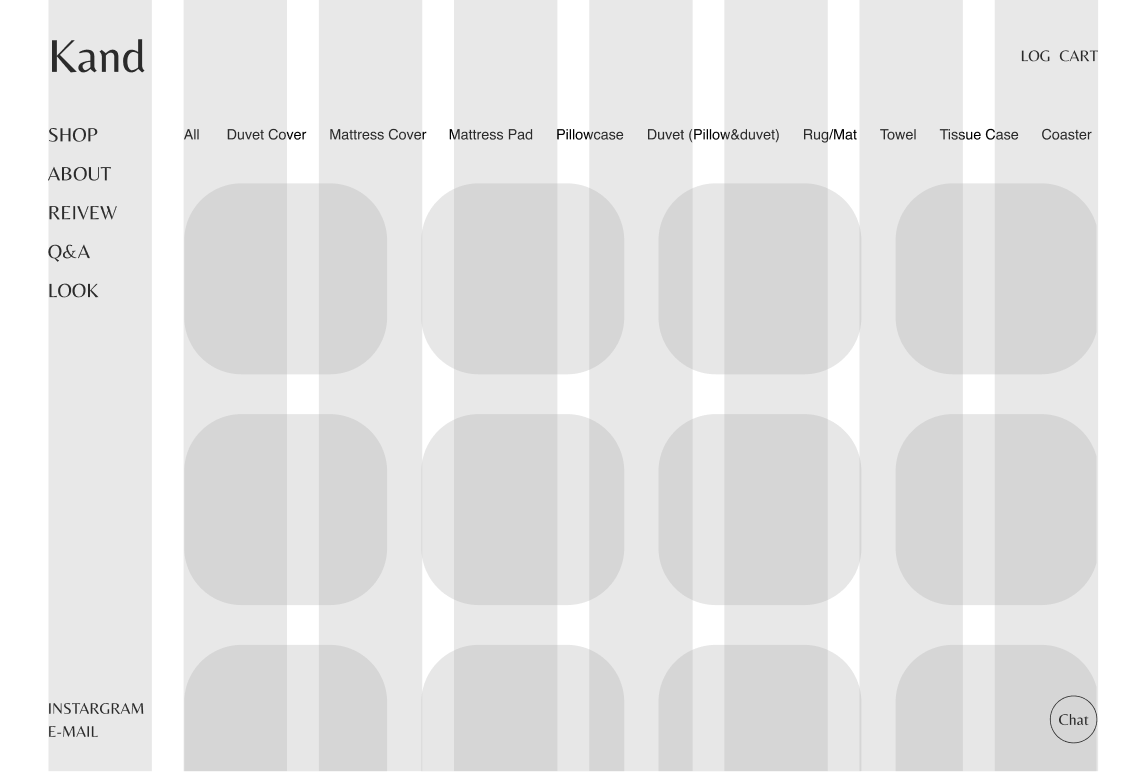 Kand
LOG CART
SHOP
ABOUT
REIVEW
Q&A
LOOK
All Duvet Cover Mattress Cover Mattress Pad Pillowcase Duvet (Pillow&duvet) Rug/Mat Towel Tissue Case Coaster
INSTARGRAM
E-MAIL
Chat